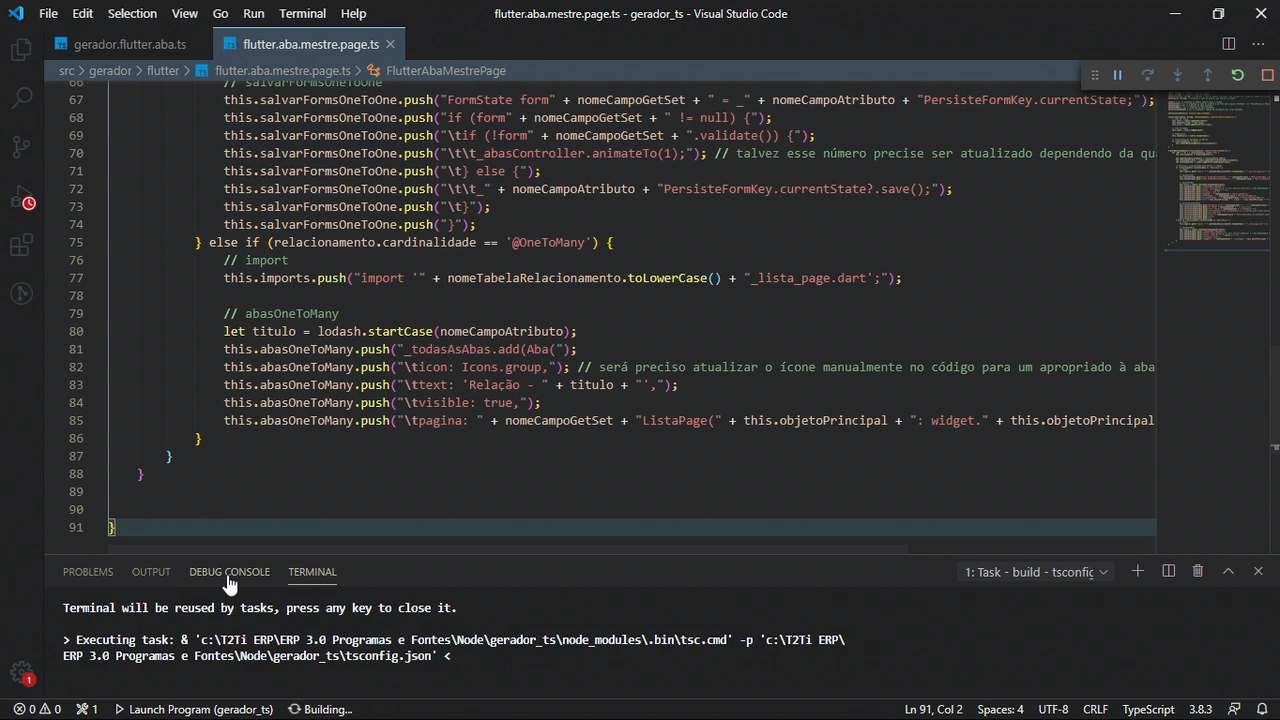 File Edit Selection View Go Run Terminal Help flutter.aba.mestre.page.ts - gerador_ts - Visual Studio Code
gerador.flutter.aba.ts flutter.aba.mestre.page.ts
src > gerador > flutter > flutter.aba.mestre.page.ts > FlutterAbaMestrePage
66 // salvarFormsOneToOne
67 this.salvarFormsOneToOne.push("FormState form" + nomeCampoGetSet + " = _" + nomeCampoAtributo + "PersisteFormKey.currentState;");
68 this.salvarFormsOneToOne.push("if (form" + nomeCampoGetSet + " != null) {");
69 this.salvarFormsOneToOne.push("\tif (!form" + nomeCampoGetSet + ".validate()) {");
70 this.salvarFormsOneToOne.push("\t\t_abasController.animateTo(1);"); // talvez esse número precise ser atualizado dependendo da qua
71 this.salvarFormsOneToOne.push("\t} else {");
72 this.salvarFormsOneToOne.push("\t\t_" + nomeCampoAtributo + "PersisteFormKey.currentState?.save();");
73 this.salvarFormsOneToOne.push("\t}");
74 this.salvarFormsOneToOne.push("}");
75 } else if (relacionamento.cardinalidade == '@OneToMany') {
76 // import
77 this.imports.push("import '" + nomeTabelaRelacionamento.toLowerCase() + "_lista_page.dart';");
78
79 // abasOneToMany
80 let titulo = lodash.startCase(nomeCampoAtributo);
81 this.abasOneToMany.push("_todasAsAbas.add(Aba(");
82 this.abasOneToMany.push("\ticon: Icons.group,"); // será preciso atualizar o ícone manualmente no código para um apropriado à aba
83 this.abasOneToMany.push("\ttext: 'Relação - " + titulo + "',");
84 this.abasOneToMany.push("\tvisible: true,");
85 this.abasOneToMany.push("\tpagina: " + nomeCampoGetSet + "ListaPage(" + this.objetoPrincipal + ": widget." + this.objetoPrincipal
86 }
87 }
88 }
89
90
91 }
PROBLEMS OUTPUT DEBUG CONSOLE TERMINAL 1: Task - build - tsconfig
Terminal will be reused by tasks, press any key to close it.
> Executing task: & 'c:\T2Ti ERP\ERP 3.0 Programas e Fontes\Node\gerador_ts\node_modules\.bin\tsc.cmd' -p 'c:\T2Ti ERP\
ERP 3.0 Programas e Fontes\Node\gerador_ts\tsconfig.json' <
1
0 0 1 Launch Program (gerador_ts) Building... Ln 91, Col 2 Spaces: 4 UTF-8 CRLF TypeScript 3.8.3